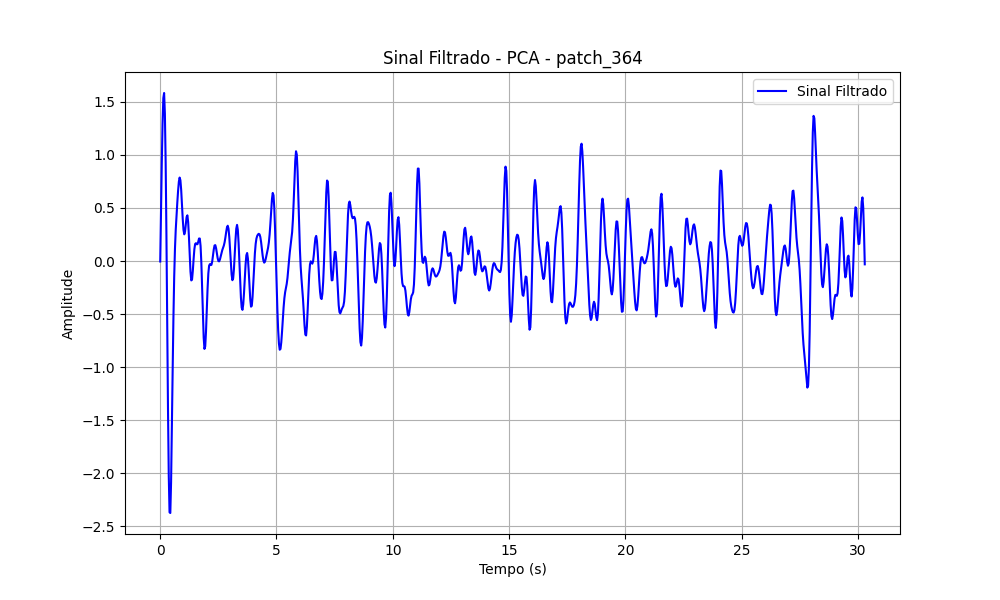 Sinal Filtrado - PCA - patch_364
Sinal Filtrado
Amplitude
1.5
1.0
0.5
0.0
−0.5
−1.0
−1.5
−2.0
−2.5
0 5 10 15 20 25 30
Tempo (s)